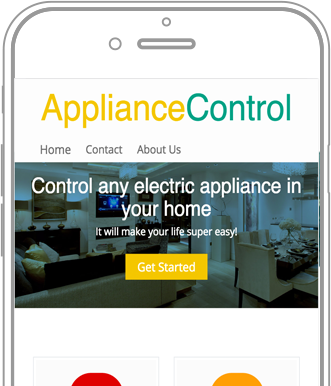 ApplianceControl
Home Contact About Us
Control any electric appliance in
your home
It will make your life super easy!
Get Started